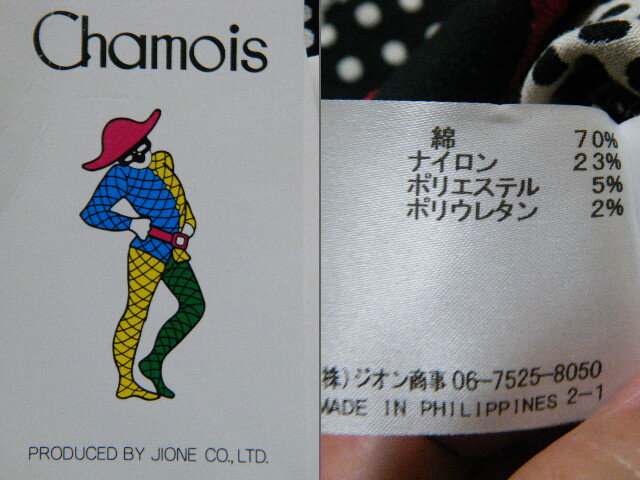 Chamois
PRODUCED BY JIONE CO., LTD.
綿 70%
ナイロン 23%
ポリエステル 5%
ポリウレタン 2%
株)ジオン商事 06-7525-8050
MADE IN PHILIPPINES 2-1